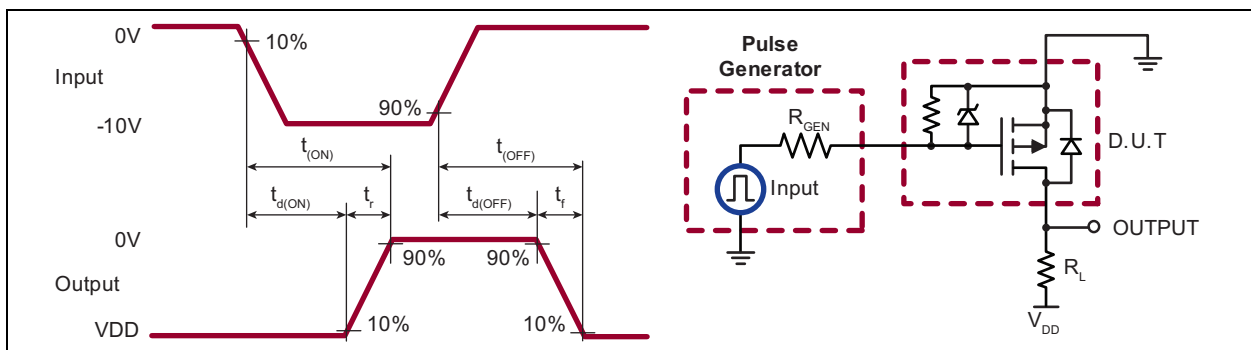 0V
10%
Input
90%
-10V
t(ON)
t(OFF)
td(ON)
tr
td(OFF)
tf
0V
90%
90%
Output
10%
10%
VDD
Pulse
Generator
RGEN
Input
D.U.T
OUTPUT
RL
VDD